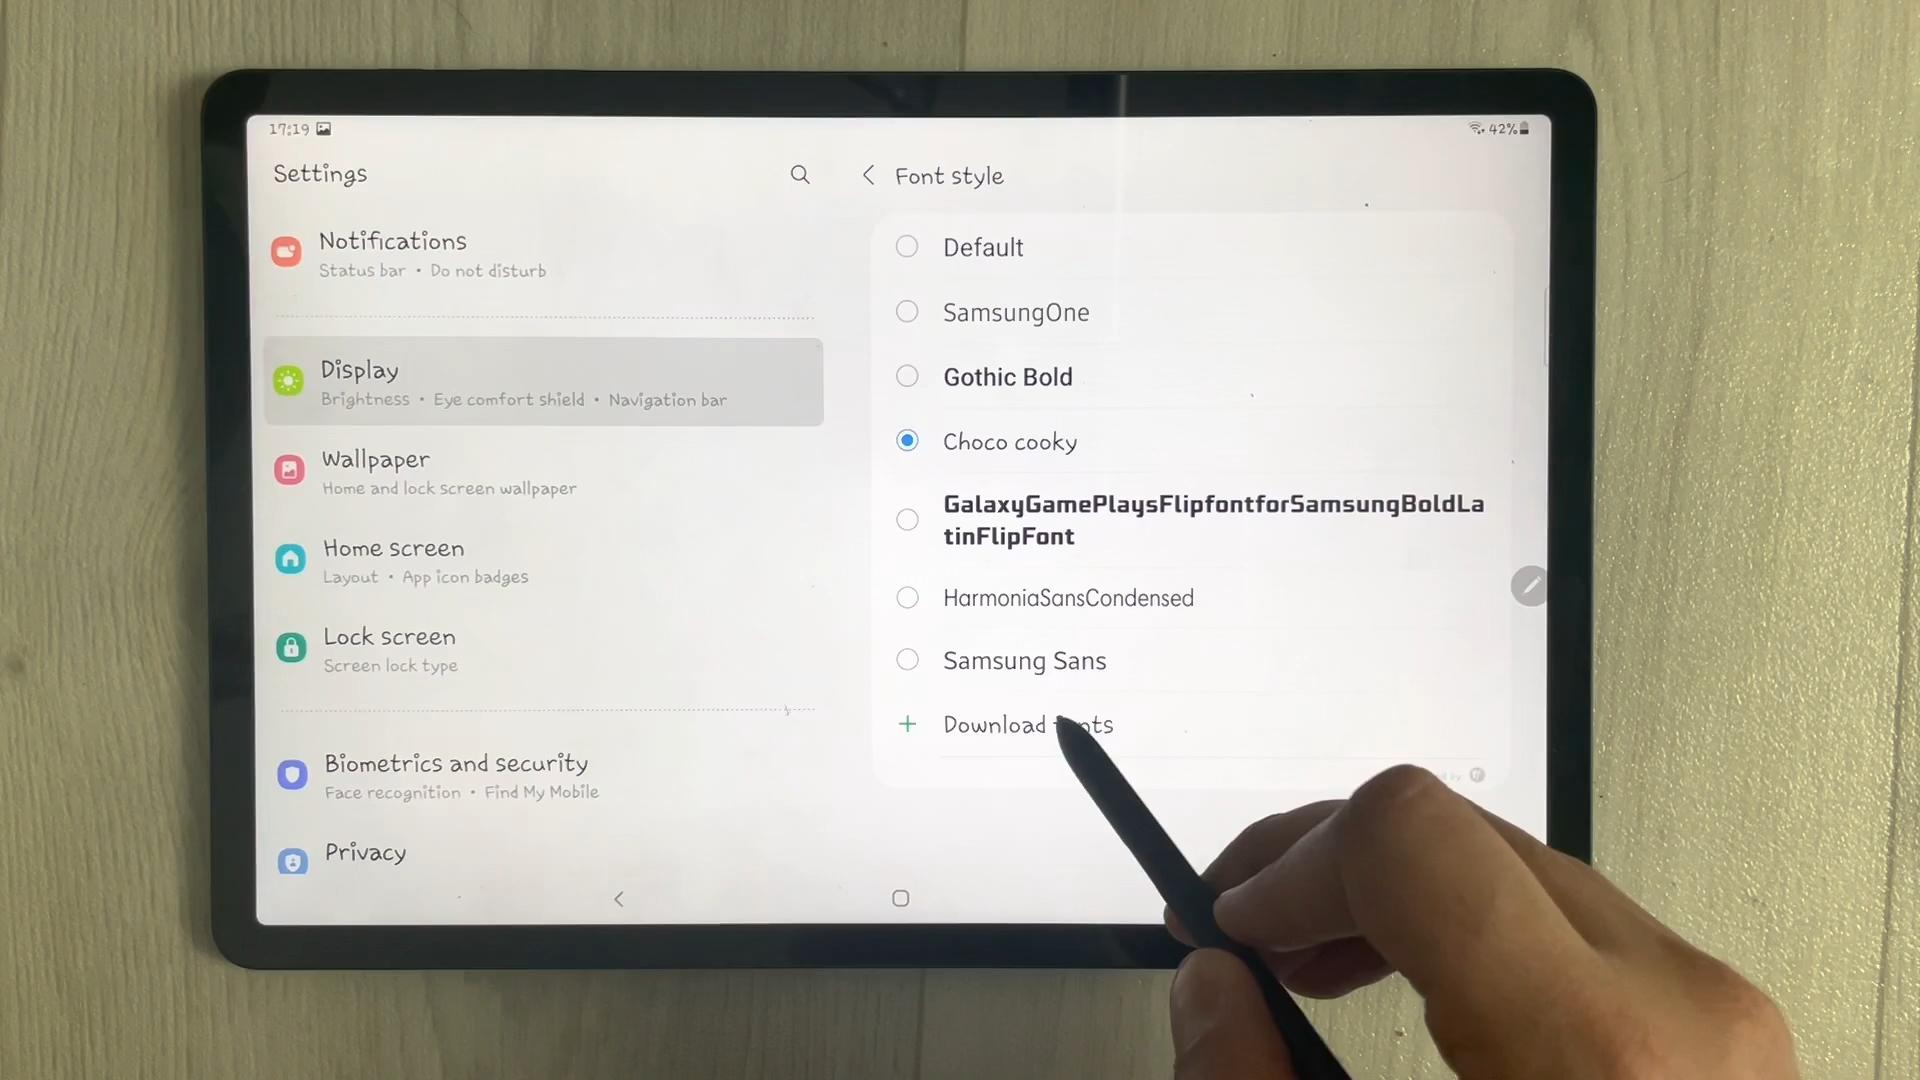 17:19
42%
Settings
Notifications
Status bar • Do not disturb
Display
Brightness • Eye comfort shield • Navigation bar
Wallpaper
Home and lock screen wallpaper
Home screen
Layout • App icon badges
Lock screen
Screen lock type
Biometrics and security
Face recognition • Find My Mobile
Privacy
Font style
Default
SamsungOne
Gothic Bold
Choco cooky
GalaxyGamePlaysFlipfontforSamsungBoldLa
tinFlipFont
HarmoniaSansCondensed
Samsung Sans
Download